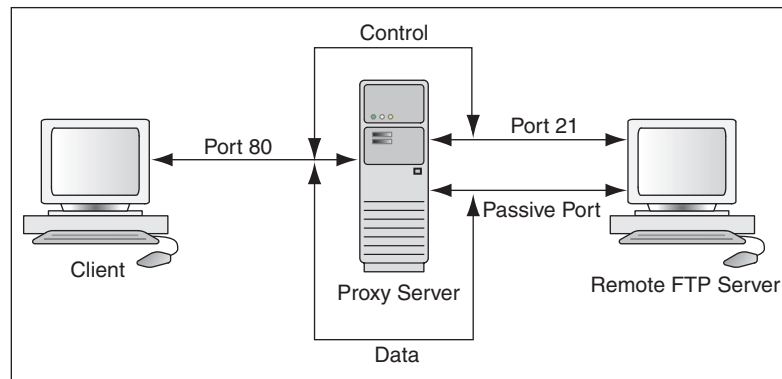 Control
Port 80
Port 21
Passive Port
Client
Proxy Server
Remote FTP Server
Data